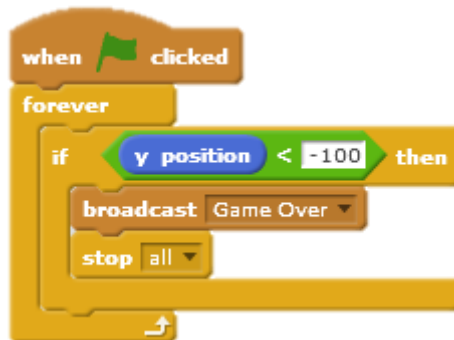 when clicked
forever
if y position < -100 then
broadcast Game Over
stop all